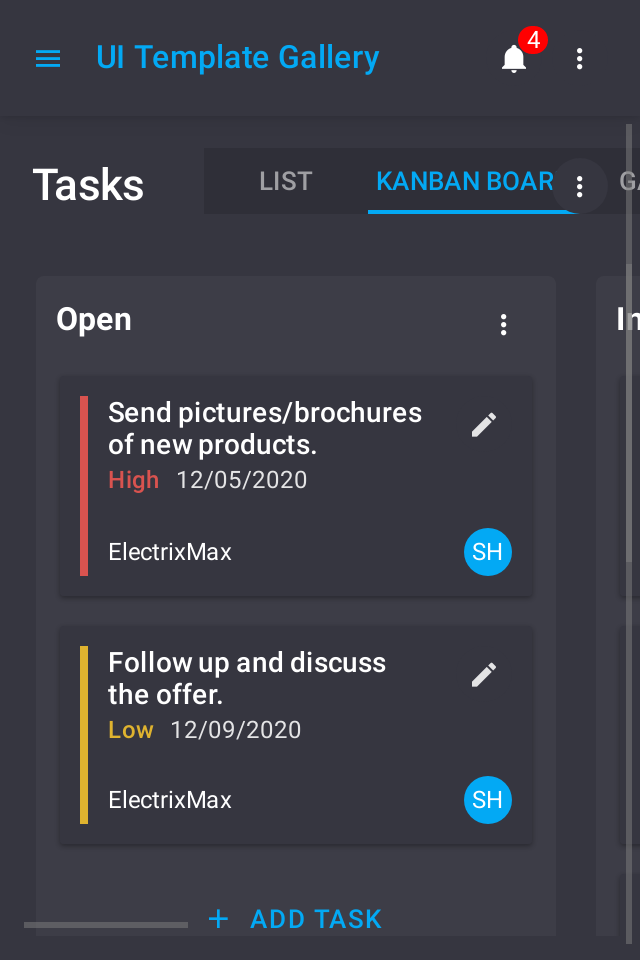 UI Template Gallery
4
Tasks
LIST
KANBAN BOAR
Open
Send pictures/brochures
of new products.
High 12/05/2020
ElectrixMax
SH
Follow up and discuss
the offer.
Low 12/09/2020
ElectrixMax
SH
+ ADD TASK